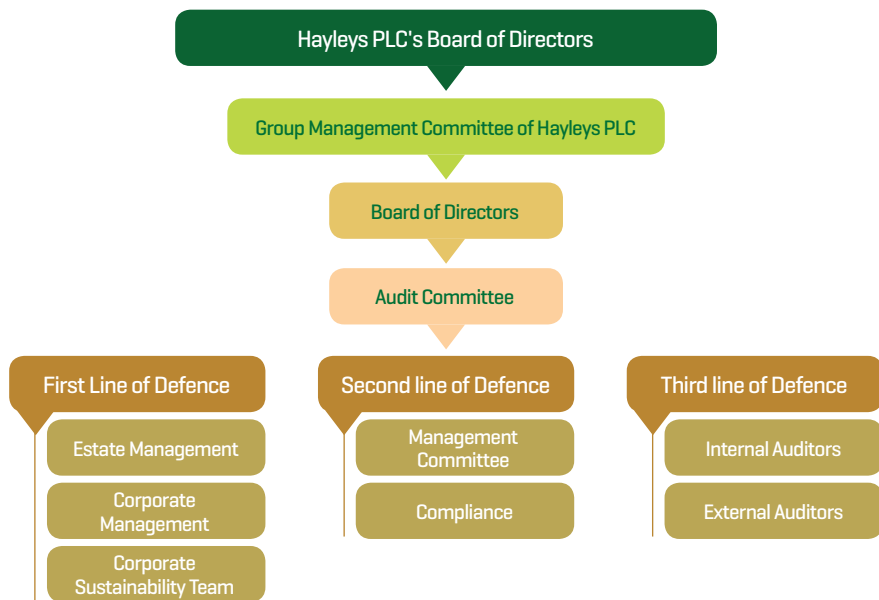 Hayleys PLC's Board of Directors
Group Management Committee of Hayleys PLC
Board of Directors
Audit Committee
First Line of Defence
Estate Management
Corporate
Management
Corporate
Sustainability Team
Second line of Defence
Management
Committee
Compliance
Third line of Defence
Internal Auditors
External Auditors